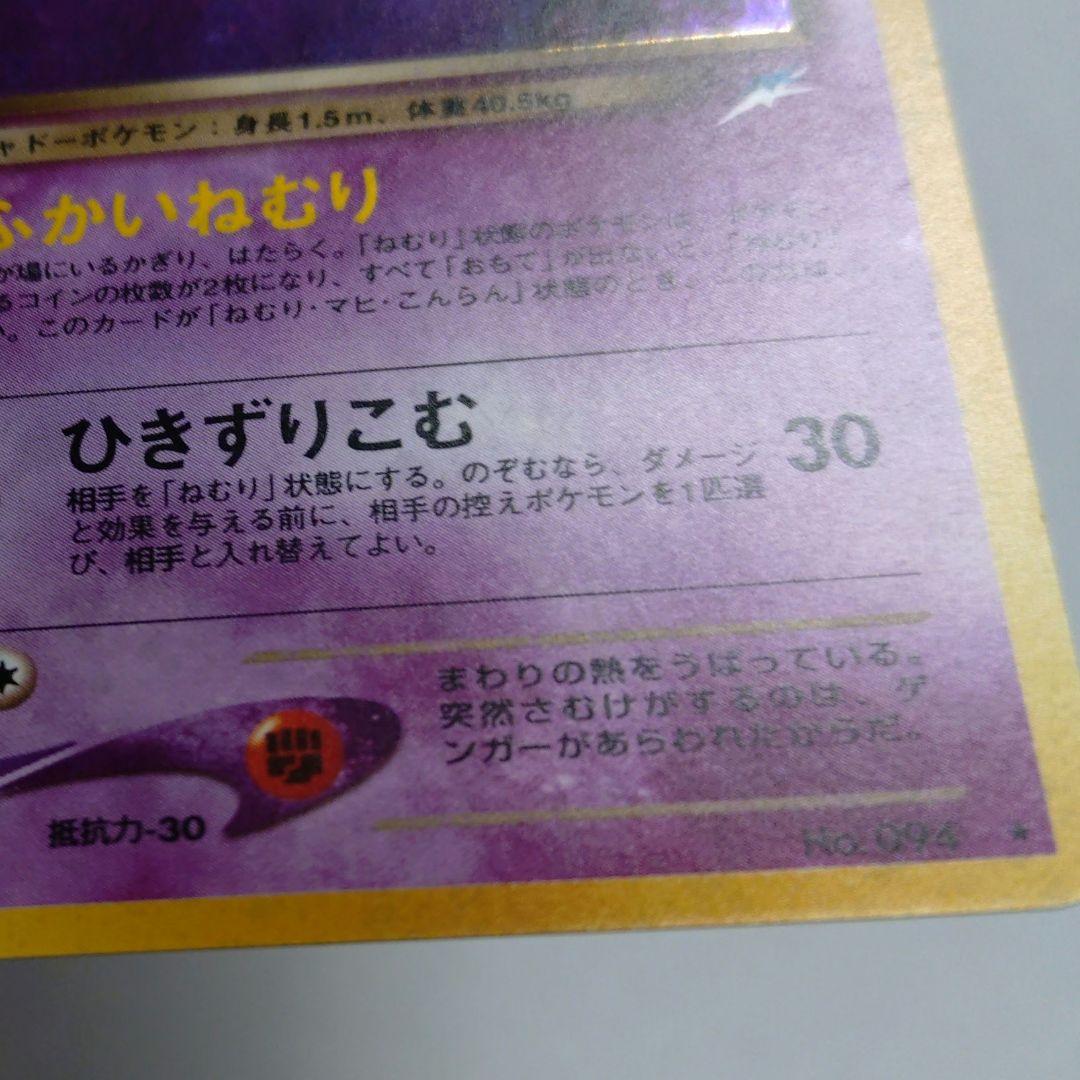 ャドーポケモン：身長1.5m、体重40.5kg
ふかいねむり
が場にいるかぎり、はたらく。「ねむり」状態のポケモンは、
るコインの枚数が2枚になり、すべて「おもて」が出ないと、「ねむり」
い。このカードが「ねむり・マヒ・こんらん」状態のとき、この力は、
ひきずりこむ 30
相手を「ねむり」状態にする。のぞむなら、ダメージ
と効果を与える前に、相手の控えポケモンを1匹選
び、相手と入れ替えてよい。
まわりの熱をうばっている。
突然さむけがするのは、ゲ
ンガーがあらわれたからだ。
抵抗力-30
No.094 ★